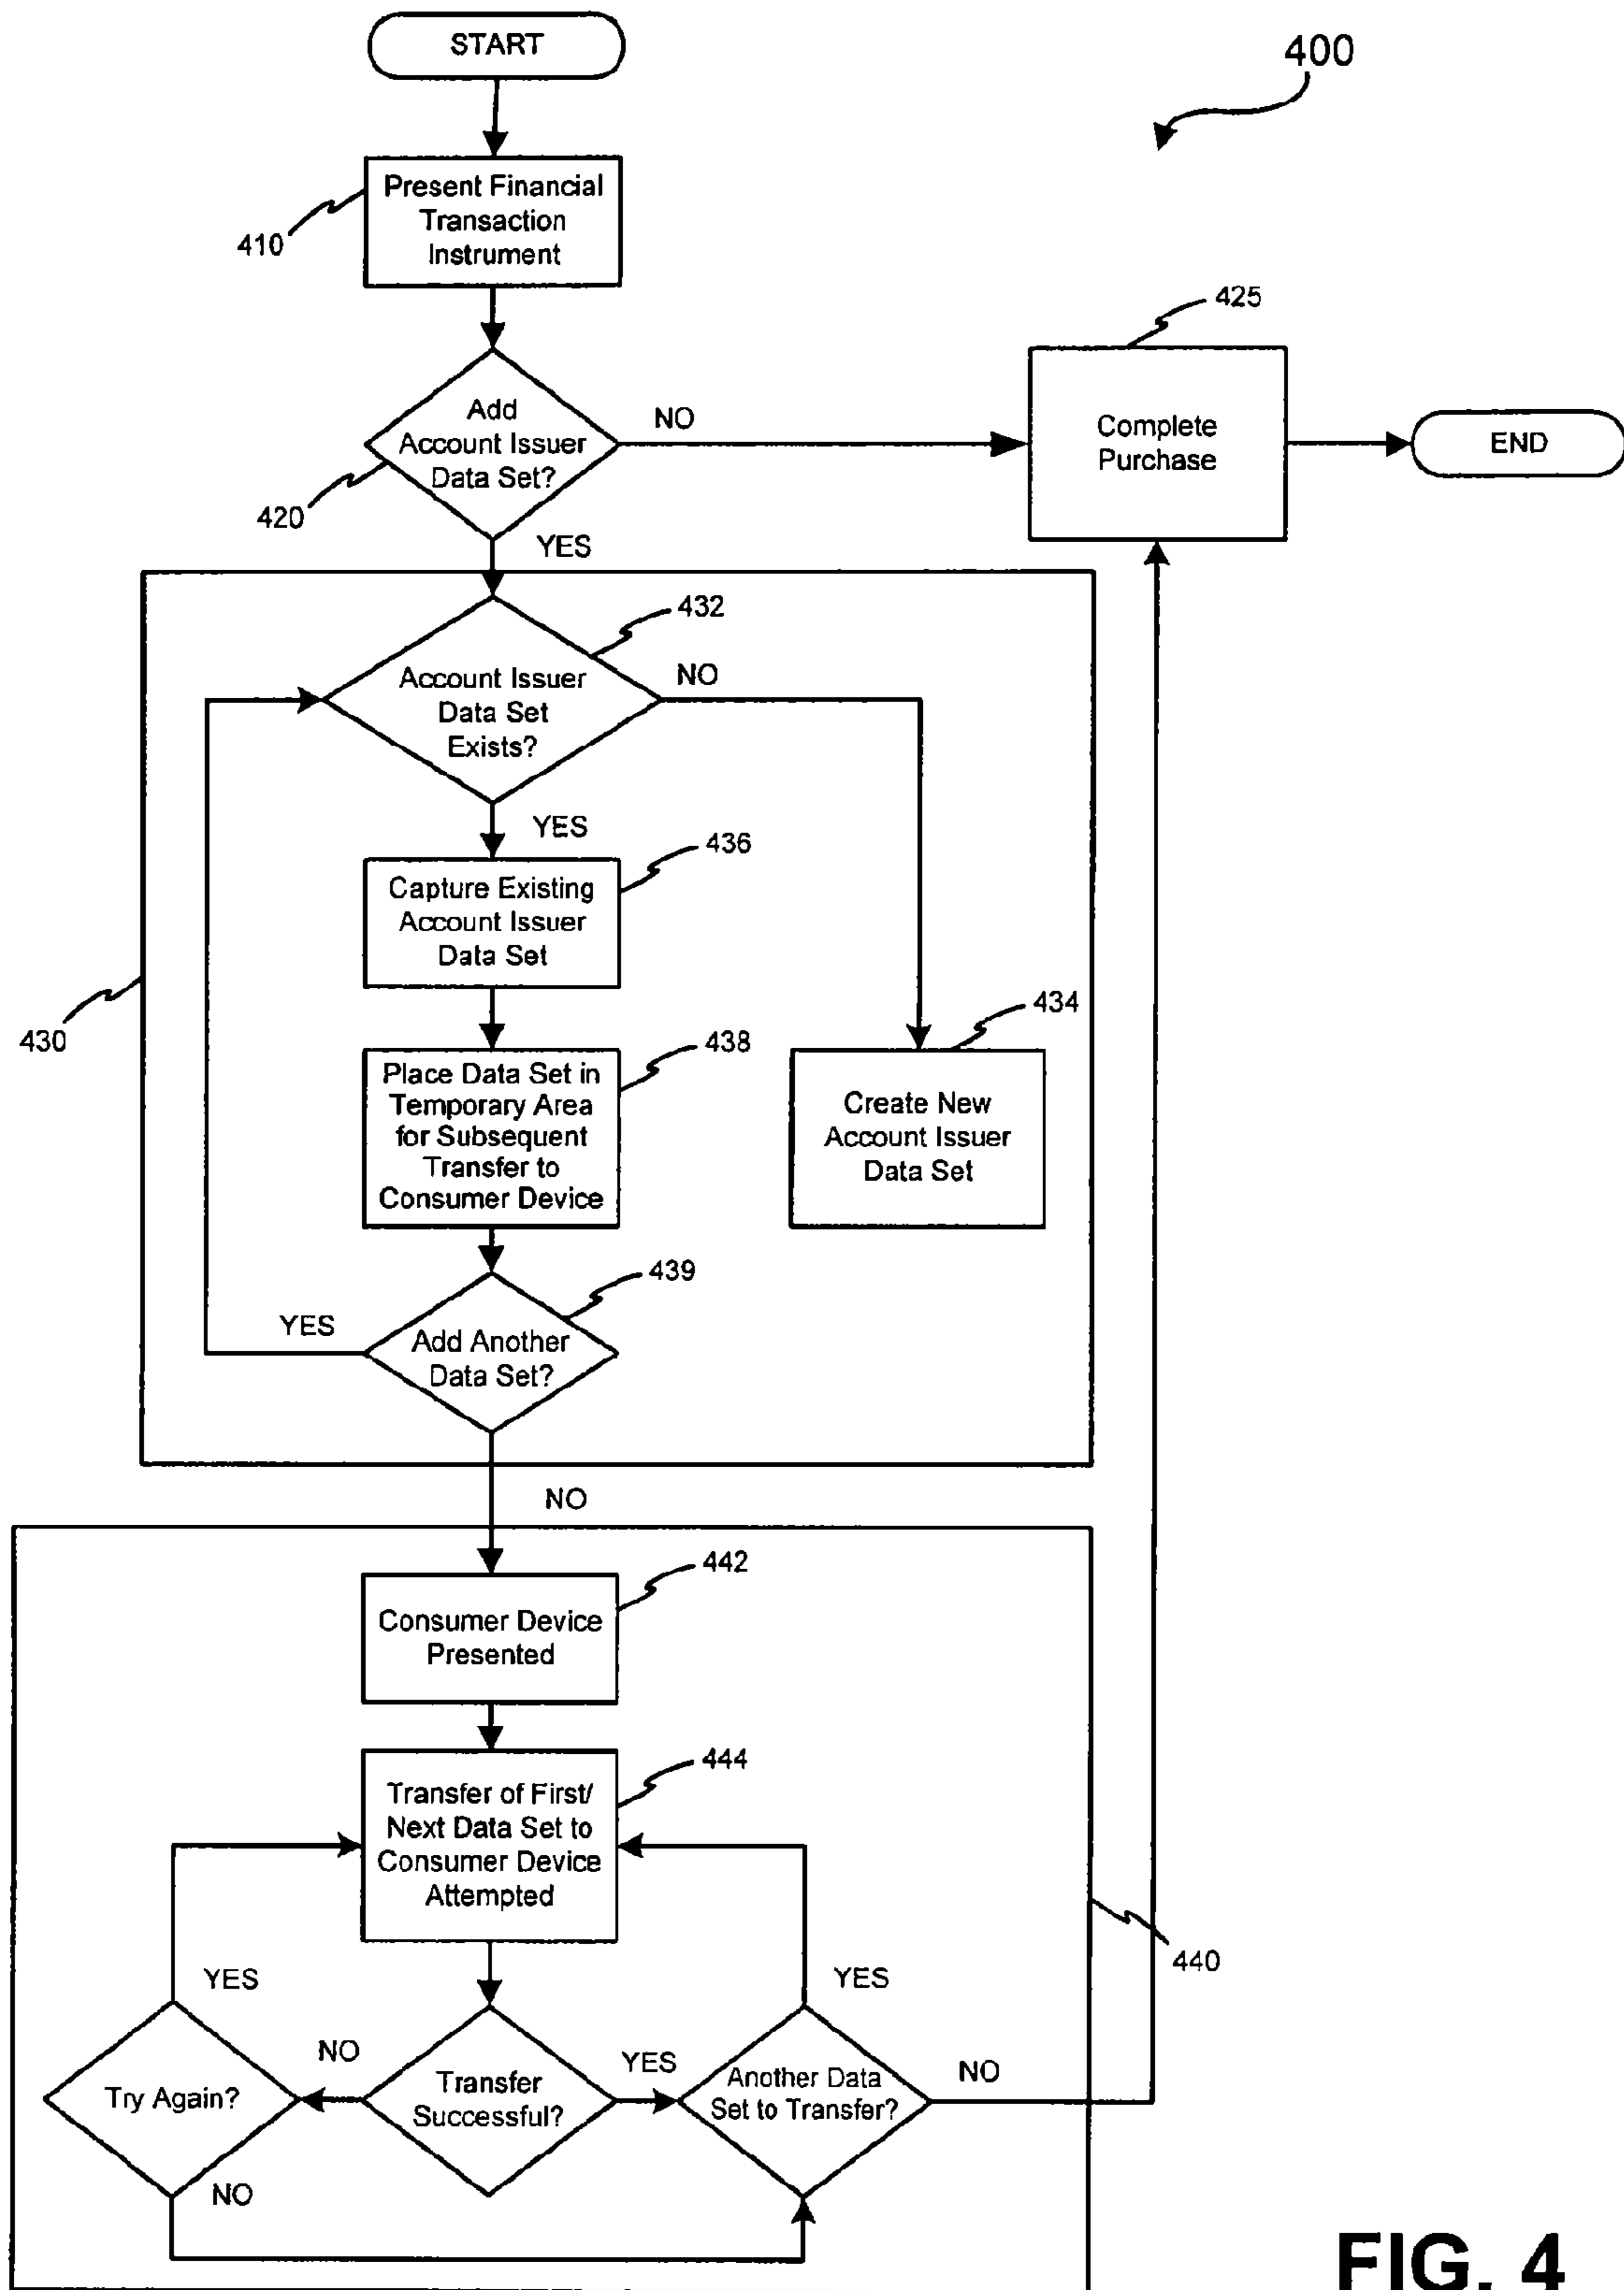 START
400
Present Financial
Transaction
Instrument
410
425
Add
Account Issuer
Data Set?
NO
Complete
Purchase
END
420
YES
432
Account Issuer
Data Set
Exists?
NO
YES
436
Capture Existing
Account Issuer
Data Set
430
434
438
Place Data Set in
Temporary Area
for Subsequent
Transfer to
Consumer Device
Create New
Account Issuer
Data Set
439
YES
Add Another
Data Set?
NO
442
Consumer Device
Presented
444
Transfer of First/
Next Data Set to
Consumer Device
Attempted
440
YES
YES
Try Again?
NO
Transfer
Successful?
YES
Another Data
Set to Transfer?
NO
NO
FIG. 4